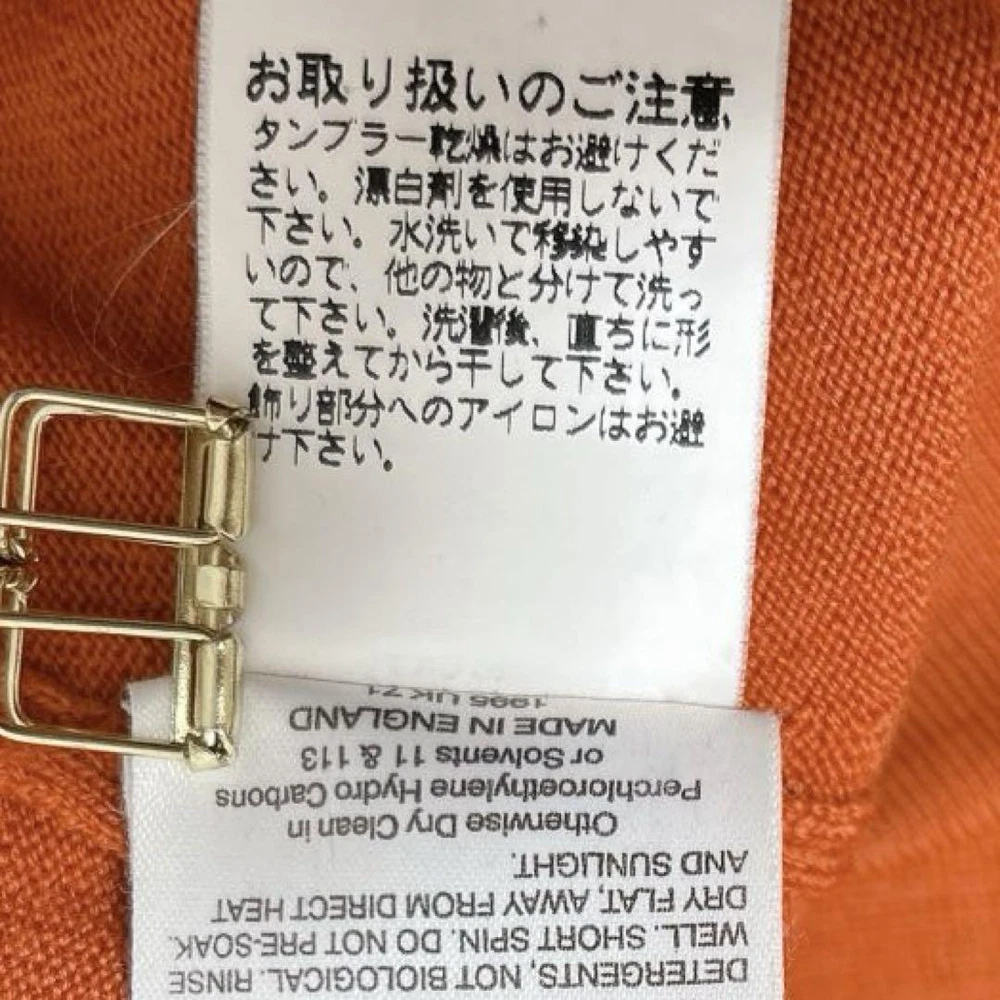 お取り扱いのご注意
タンブラー乾燥はお避けくだ
さい。漂白剤を使用しないで
下さい。水洗いで移染しやす
いので、他の物と分けて洗っ
て下さい。洗濯後、直ちに形
を整えてから干して下さい。
飾り部分へのアイロンはお避
け下さい。
DETERGENTS, NOT BIOLOGICAL. RINSE
WELL. SHORT SPIN. DO NOT PRE-SOAK.
DRY FLAT, AWAY FROM DIRECT HEAT
AND SUNLIGHT.
Otherwise Dry Clean in
Perchloroethylene Hydro Carbons
or Solvents 11 & 113
MADE IN ENGLAND
1995 UK 71